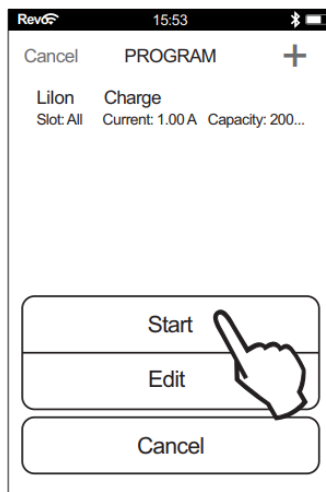 Revo 15:53
Cancel PROGRAM +
LiIon Charge
Slot: All Current: 1.00 A Capacity: 200...
Start
Edit
Cancel